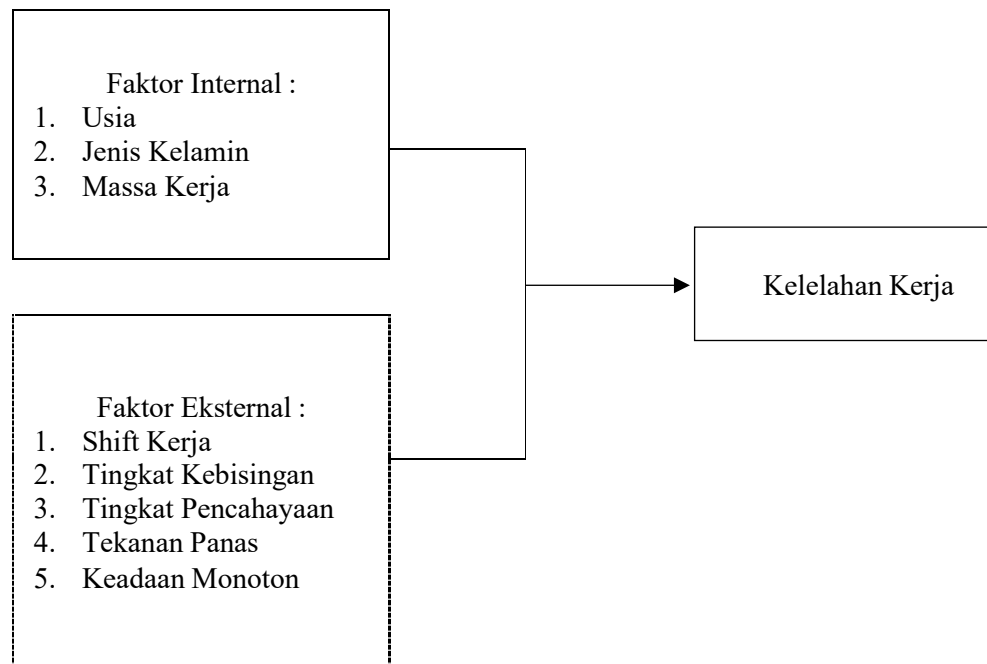 Faktor Internal :
1. Usia
2. Jenis Kelamin
3. Massa Kerja
Kelelahan Kerja
Faktor Eksternal :
1. Shift Kerja
2. Tingkat Kebisingan
3. Tingkat Pencahayaan
4. Tekanan Panas
5. Keadaan Monoton